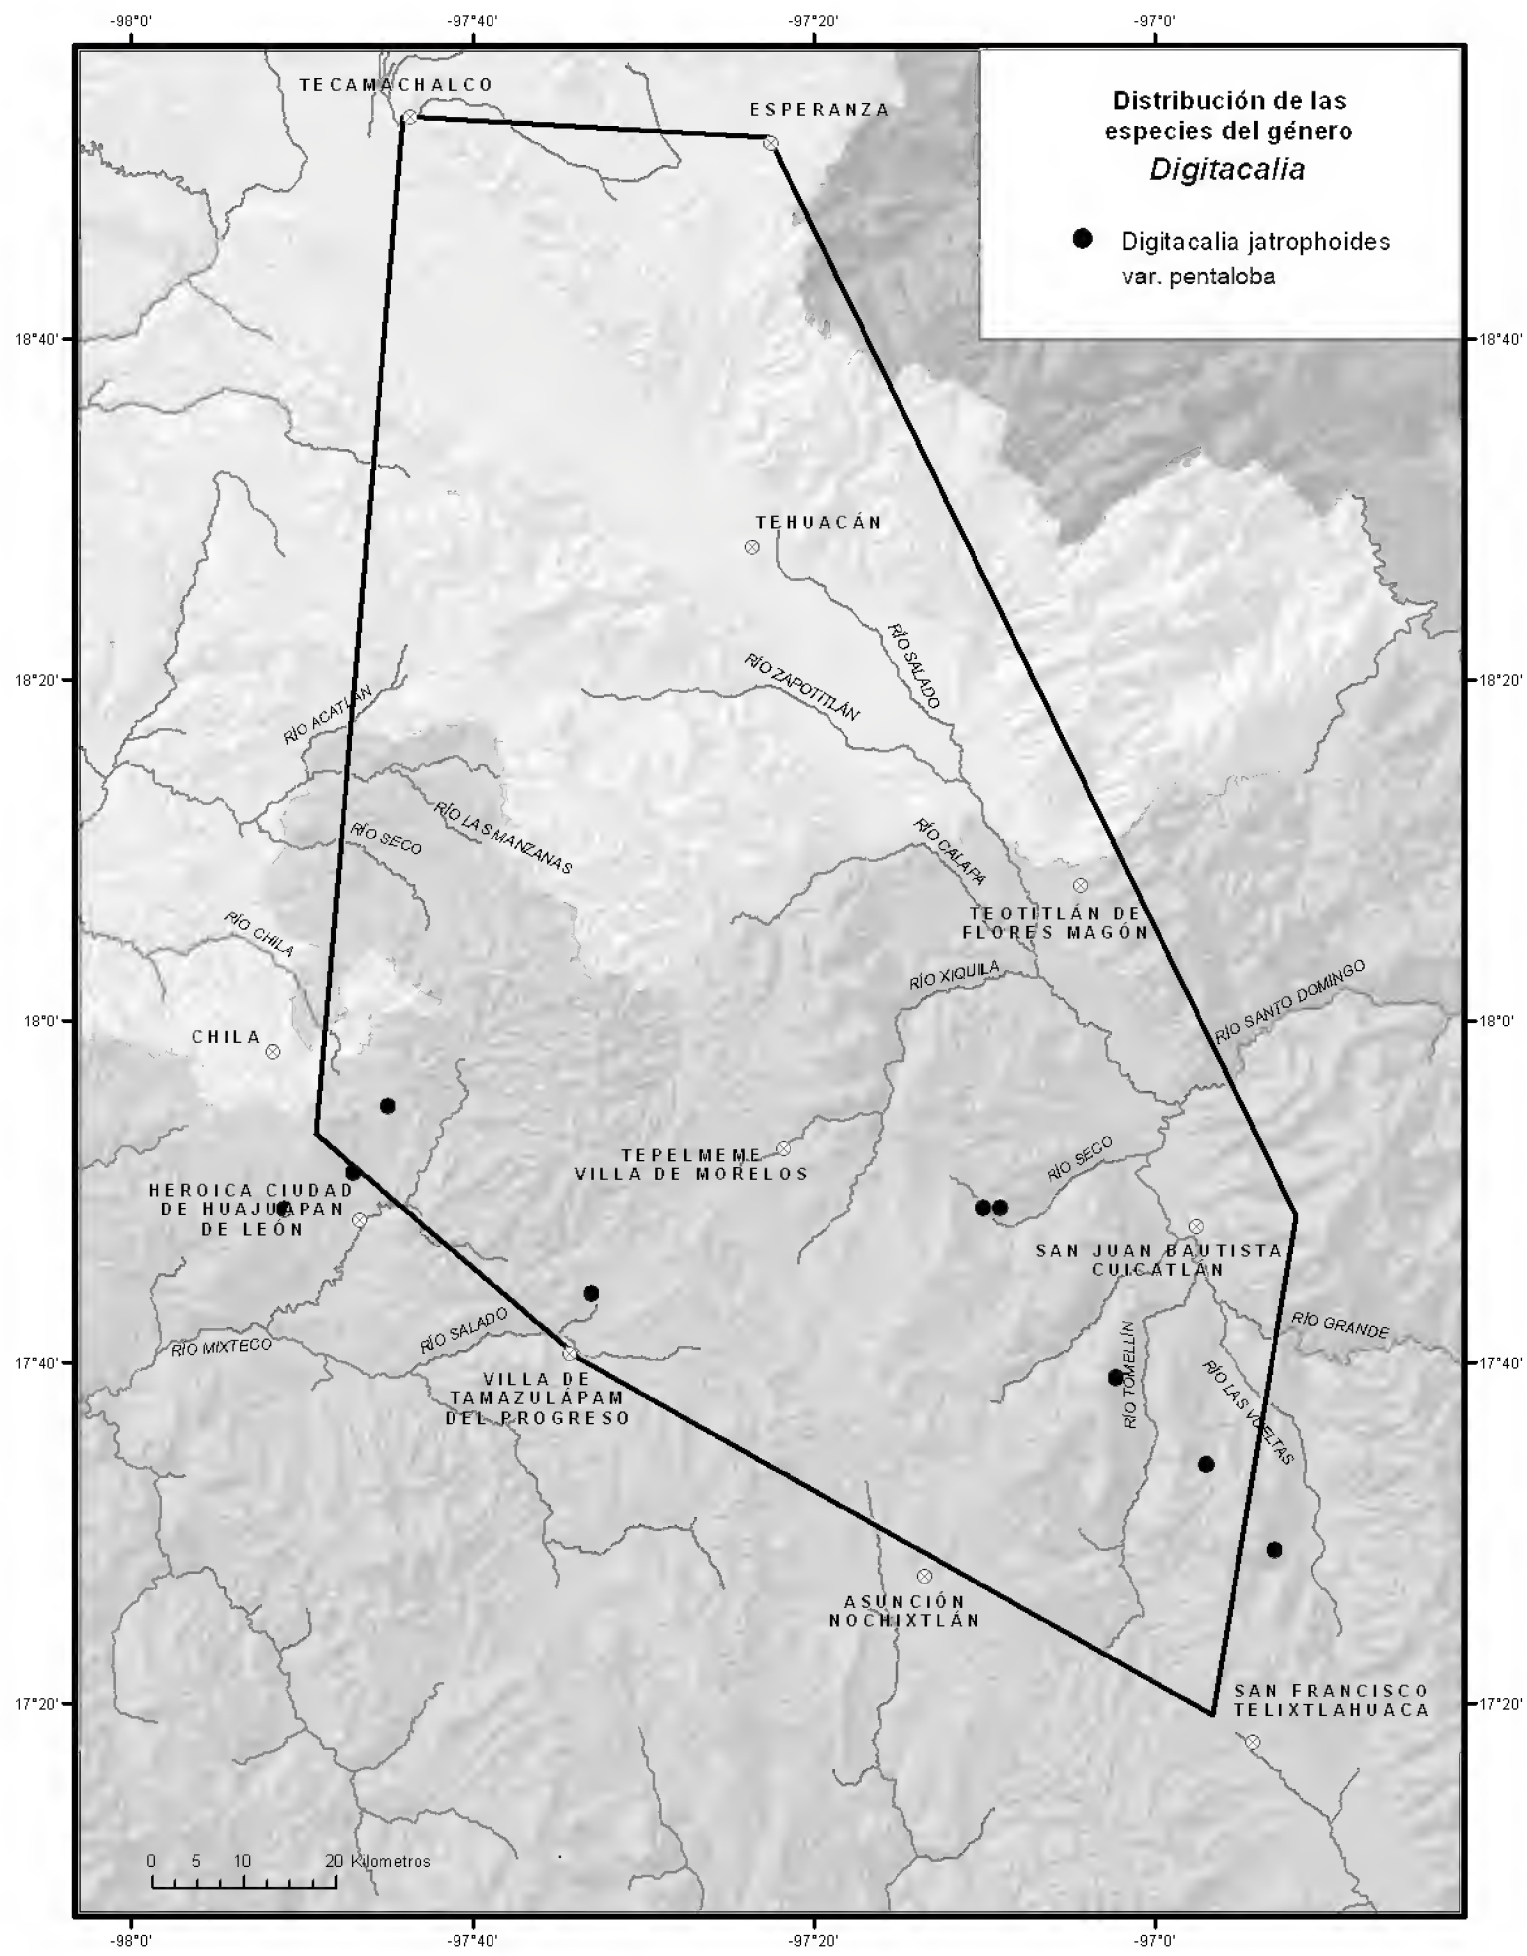 -98°0'
-97°40'
-97°20'
-97°0'
TECAMACHALCO
ESPERANZA
Distribución de las
especies del género
Digitacalia
Digitacalia jatrophoides
var. pentaloba
18°40'
18°40'
TEHUACÁN
RÍO SALADO
RÍO ZAPOTITLÁN
18°20'
18°20'
RÍO ACATLÁN
RÍO LAS MANZANAS
RÍO SECO
RÍO CALAPA
TEOTITLÁN DE
FLORES MAGÓN
RÍO CHILA
RÍO XIQUILA
RÍO SANTO DOMINGO
18°0'
18°0'
CHILA
TEPELMEME
VILLA DE MORELOS
RÍO SECO
HEROICA CIUDAD
DE HUAJUAPAN
DE LEÓN
SAN JUAN BAUTISTA
CUICATLÁN
RÍO GRANDE
RÍO MIXTECO
RÍO SALADO
RÍO TOMELLÍN
17°40'
17°40'
RÍO LAS VUELTAS
VILLA DE
TAMAZULÁPAM
DEL PROGRESO
ASUNCIÓN
NOCHIXTLÁN
SAN FRANCISCO
TELIXTLAHUACA
17°20'
17°20'
0 5 10 20 Kilometros
-98°0'
-97°40'
-97°20'
-97°0'